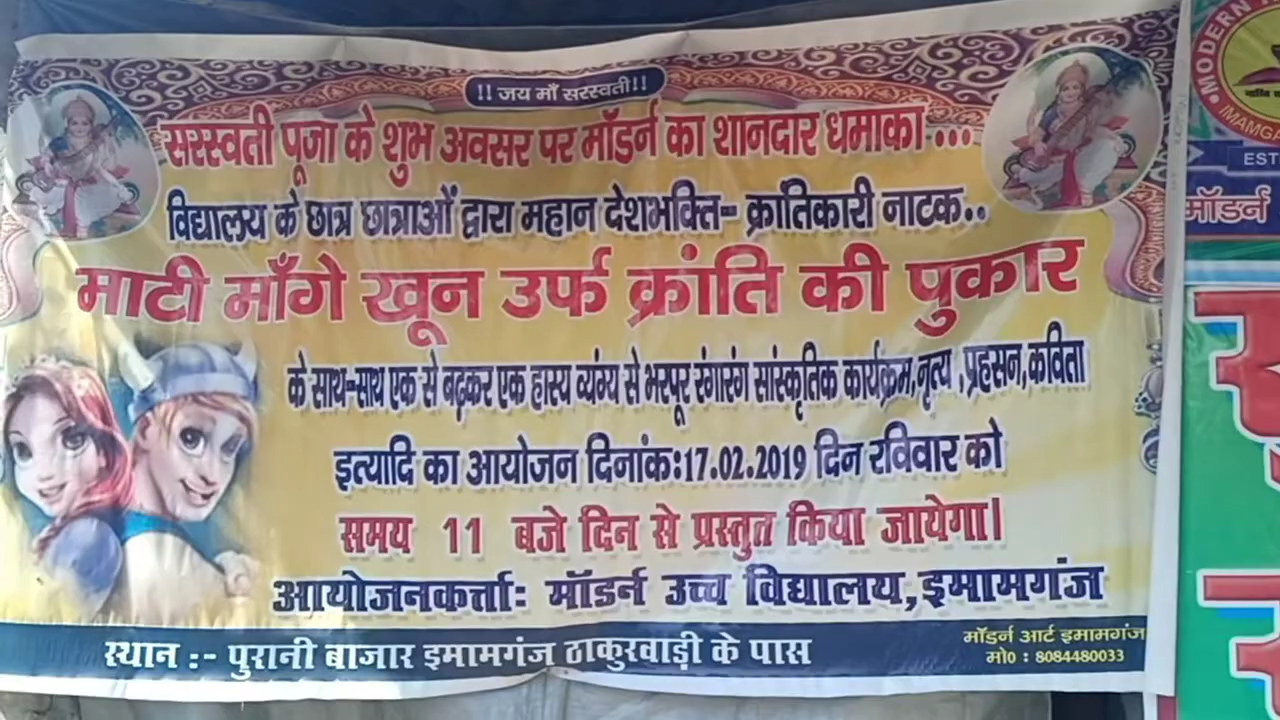 !! जय माँ सरस्वती!!
सरस्वती पूजा के शुभ अवसर पर मॉडर्न का शानदार धमाका ...
विद्यालय के छात्र छात्राओं द्वारा महान देशभक्ति- क्रांतिकारी नाटक..
माटी माँगे खून उर्फ क्रांति की पुकार
के साथ-साथ एक से बढ़कर एक हास्य व्यंग्य से भरपूर रंगारंग सांस्कृतिक कार्यक्रम,नृत्य ,प्रहसन,कविता
इत्यादि का आयोजन दिनांक:17.02.2019 दिन रविवार को
समय 11 बजे दिन से प्रस्तुत किया जायेगा।
आयोजनकर्त्ता: मॉडर्न उच्च विद्यालय,इमामगंज
स्थान :- पुरानी बाजार इमामगंज ठाकुरवाड़ी के पास
मॉडर्न आर्ट इमामगंज
मो0 : 8084480033
MODERN
IMAMG
EST
मॉडर्न